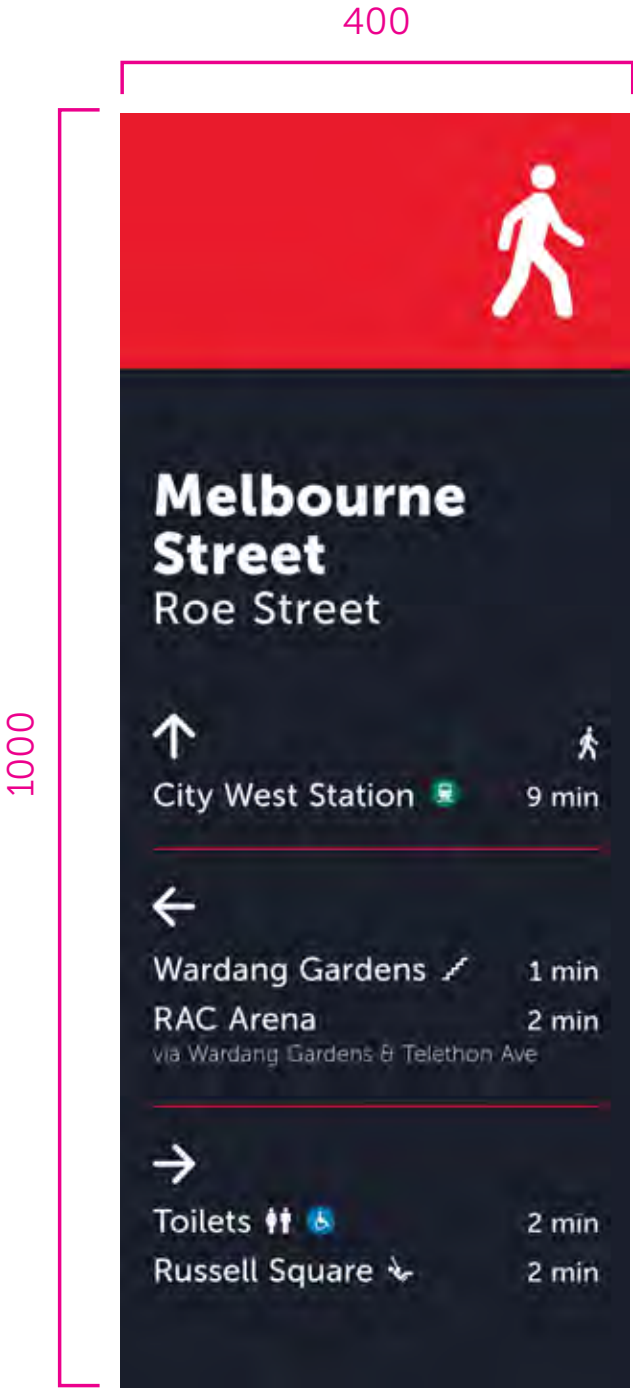 400
1000
Melbourne
Street
Roe Street
City West Station 9 min
Wardang Gardens 1 min
RAC Arena 2 min
via Wardang Gardens & Telethon Ave
Toilets 2 min
Russell Square 2 min